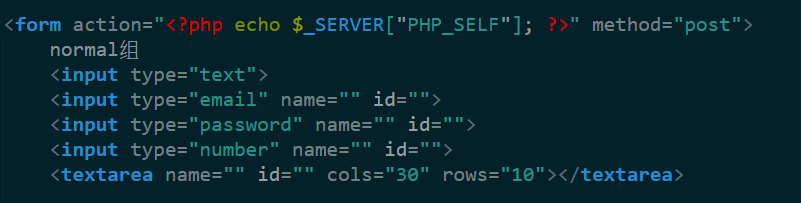 <form action="<?php echo $_SERVER["PHP_SELF"]; ?>" method="post">
normal组
<input type="text">
<input type="email" name="" id="">
<input type="password" name="" id="">
<input type="number" name="" id="">
<textarea name="" id="" cols="30" rows="10"></textarea>